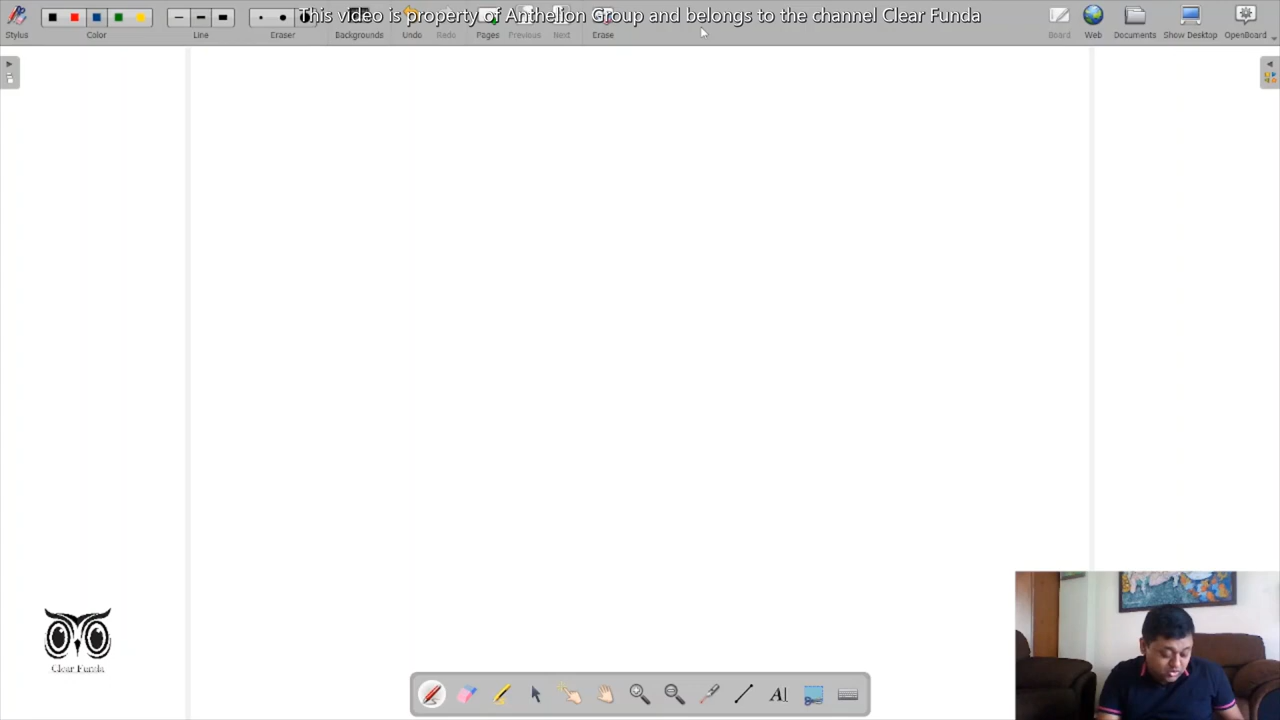 This video is property of Anthelion Group and belongs to the channel Clear Funda
Stylus
Color
Line
Eraser
Backgrounds
Undo
Redo
Pages
Previous
Next
Erase
Board
Web
Documents
Show Desktop
OpenBoard
Clear Funda